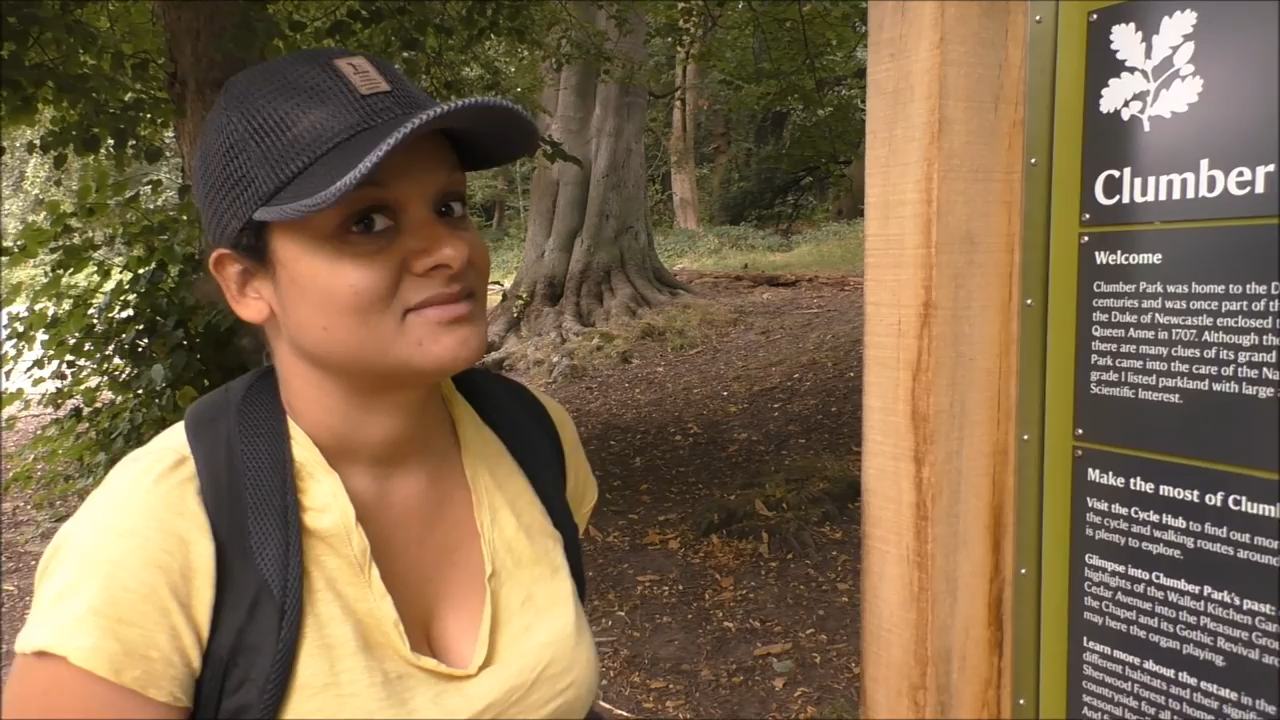 Clumber
Welcome
Clumber Park was home to the D
centuries and was once part of th
the Duke of Newcastle enclosed
Queen Anne in 1707. Although the
there are many clues of its grand
Park came into the care of the Na
grade I listed parkland with large
Scientific Interest.
Make the most of Clum
Visit the Cycle Hub to find out mor
the cycle and walking routes around
is plenty to explore.
Glimpse into Clumber Park's past:
highlights of the Walled Kitchen Gar
Cedar Avenue into the Pleasure Grou
the Chapel and its Gothic Revival arc
may here the organ playing.
Learn more about the estate in the
different habitats and their signifi
Sherwood Forest to home
countryside for all
seasonal